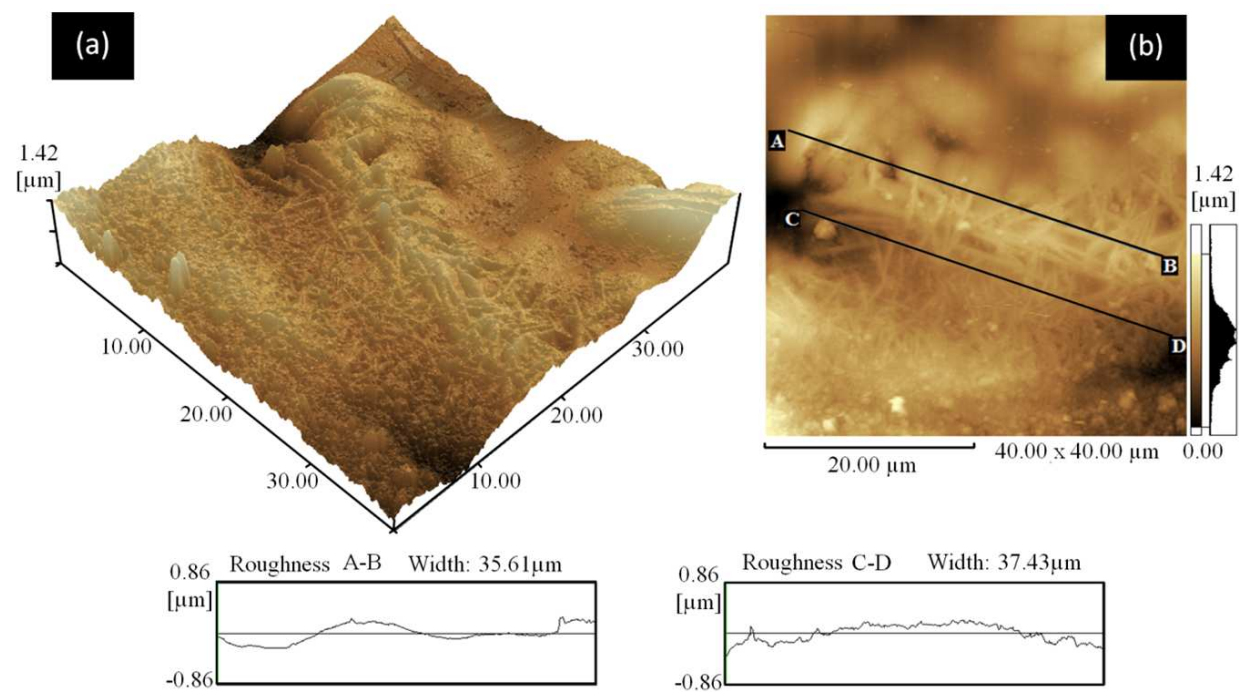 (a)
1.42
[µm]
10.00
20.00
30.00
10.00
20.00
30.00
(b)
A
B
C
D
1.42
[µm]
0.00
20.00 µm
40.00 x 40.00 µm
Roughness A-B Width: 35.61µm
0.86
[µm]
-0.86
Roughness C-D Width: 37.43µm
0.86
[µm]
-0.86